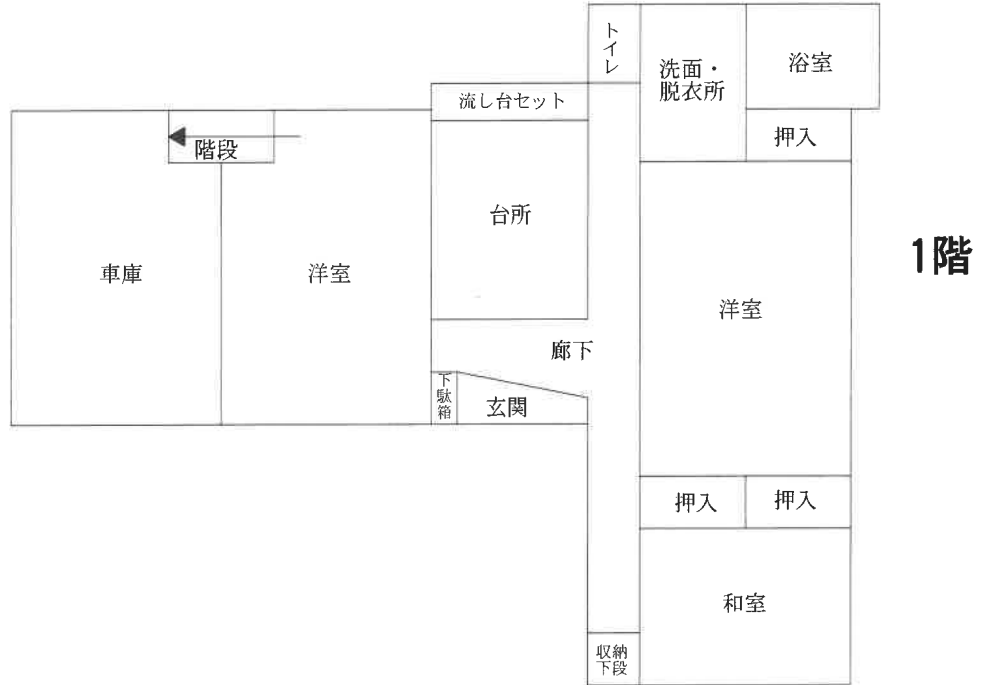 トイレ
洗面・
脱衣所
浴室
流し台セット
押入
階段
台所
車庫
洋室
洋室
1階
廊下
下駄箱
玄関
押入
押入
和室
収納
下段